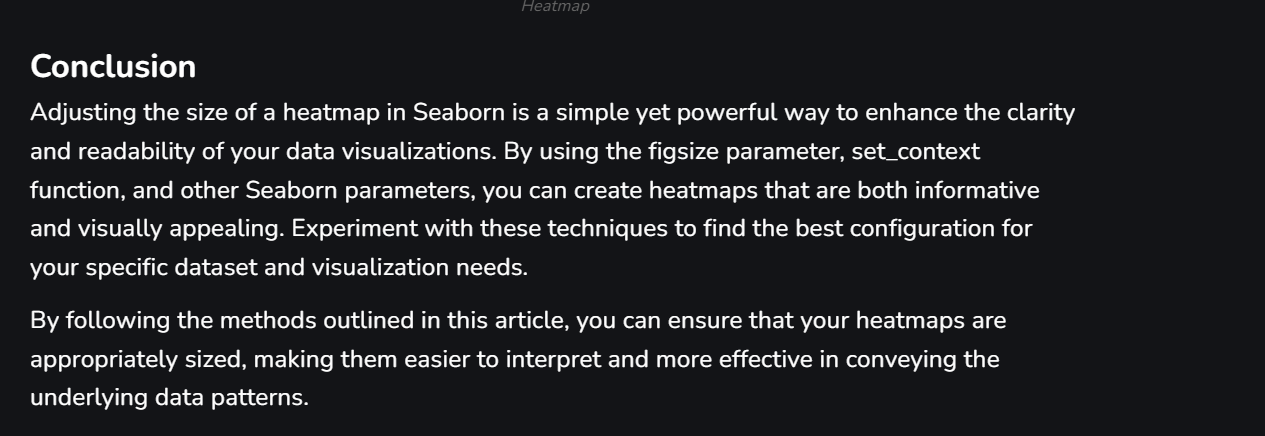 Heatmap
Conclusion
Adjusting the size of a heatmap in Seaborn is a simple yet powerful way to enhance the clarity
and readability of your data visualizations. By using the figsize parameter, set_context
function, and other Seaborn parameters, you can create heatmaps that are both informative
and visually appealing. Experiment with these techniques to find the best configuration for
your specific dataset and visualization needs.
By following the methods outlined in this article, you can ensure that your heatmaps are
appropriately sized, making them easier to interpret and more effective in conveying the
underlying data patterns.